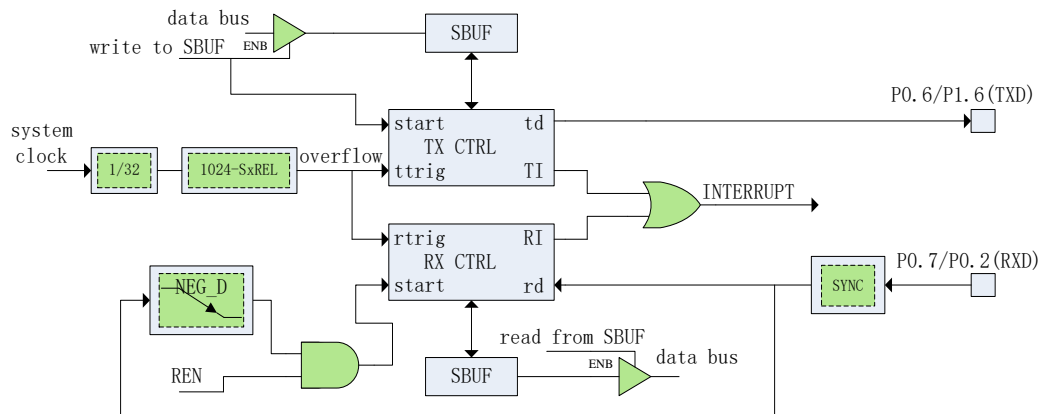 data bus
write to SBUF
ENB
SBUF
P0.6/P1.6(TXD)
system
clock
1/32
1024-SxREL
overflow
start
td
TX CTRL
ttrig
TI
INTERRUPT
rtrig
RI
RX CTRL
start
rd
P0.7/P0.2(RXD)
SYNC
NEG_D
REN
read from SBUF
ENB
data bus
SBUF